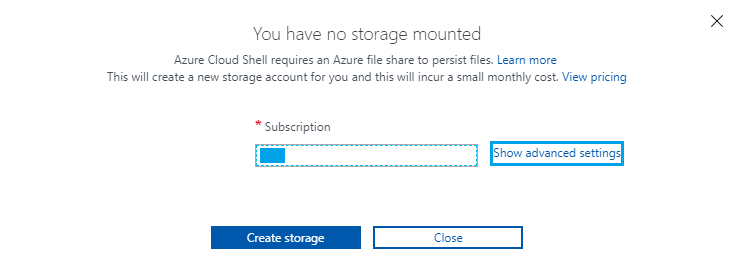 You have no storage mounted
Azure Cloud Shell requires an Azure file share to persist files. Learn more
This will create a new storage account for you and this will incur a small monthly cost. View pricing
* Subscription
Show advanced settings
Create storage
Close